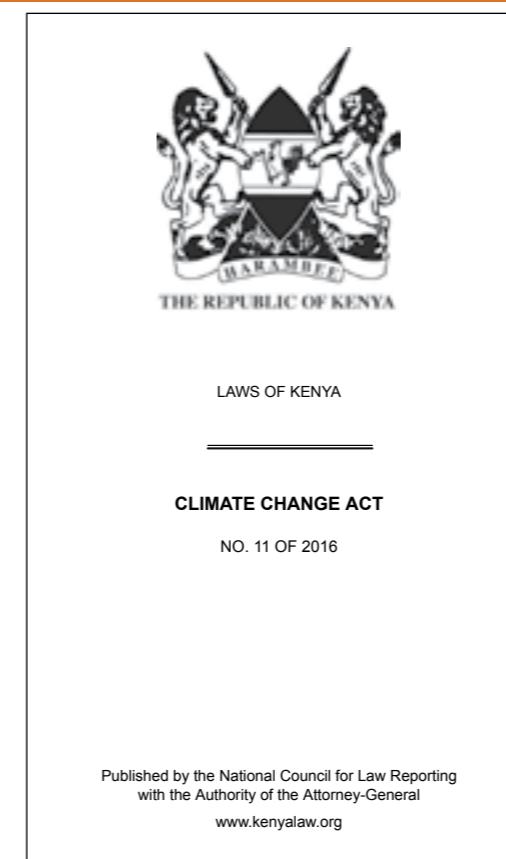 HARAMBEE
THE REPUBLIC OF KENYA
LAWS OF KENYA
CLIMATE CHANGE ACT
NO. 11 OF 2016
Published by the National Council for Law Reporting
with the Authority of the Attorney-General
www.kenyalaw.org